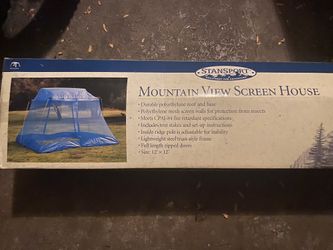 STANSPORT
MOUNTAIN VIEW SCREEN HOUSE
• Durable polyethylene roof and base
• Polyethylene mesh screen walls for protection from insects
• Meets CPAI-84 fire retardant specifications
• Includes tent stakes and set-up instructions
• Inside ridge pole is adjustable for stability
• Lightweight steel truss style frame
• Full length zipped doors
• Size: 12' × 12'